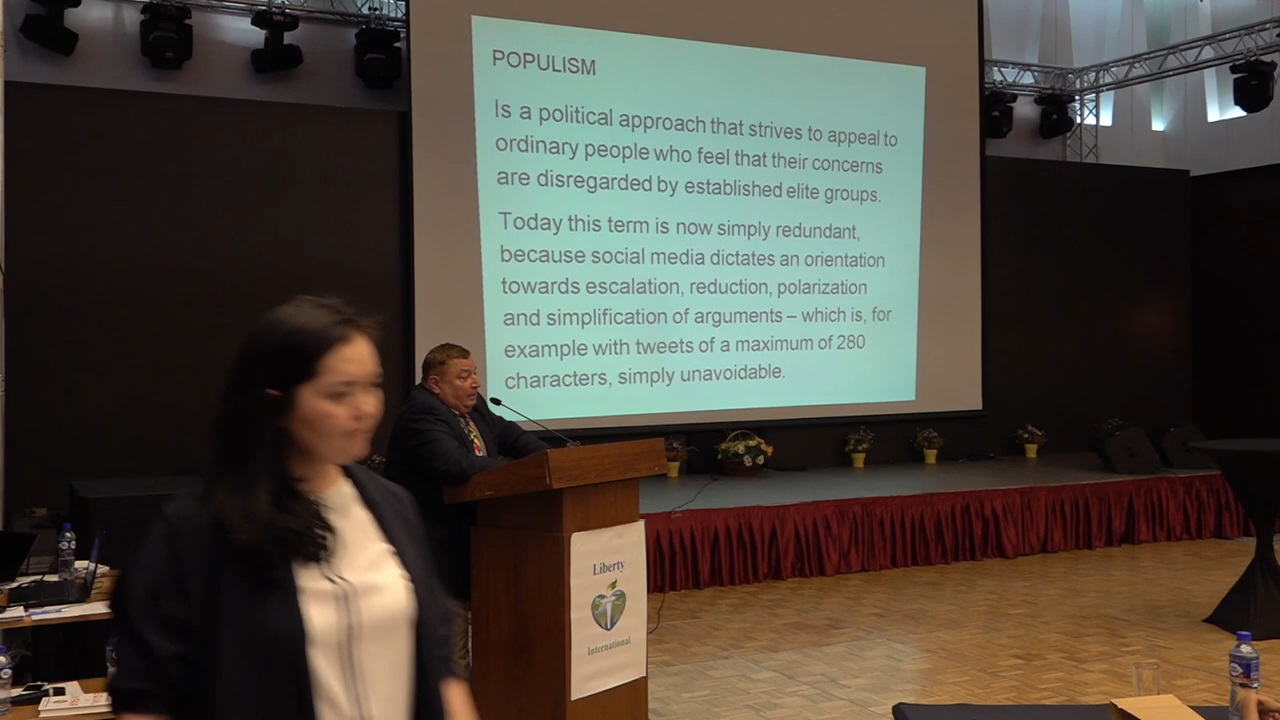 POPULISM
Is a political approach that strives to appeal to
ordinary people who feel that their concerns
are disregarded by established elite groups.
Today this term is now simply redundant,
because social media dictates an orientation
towards escalation, reduction, polarization
and simplification of arguments – which is, for
example with tweets of a maximum of 280
characters, simply unavoidable.
Liberty
International